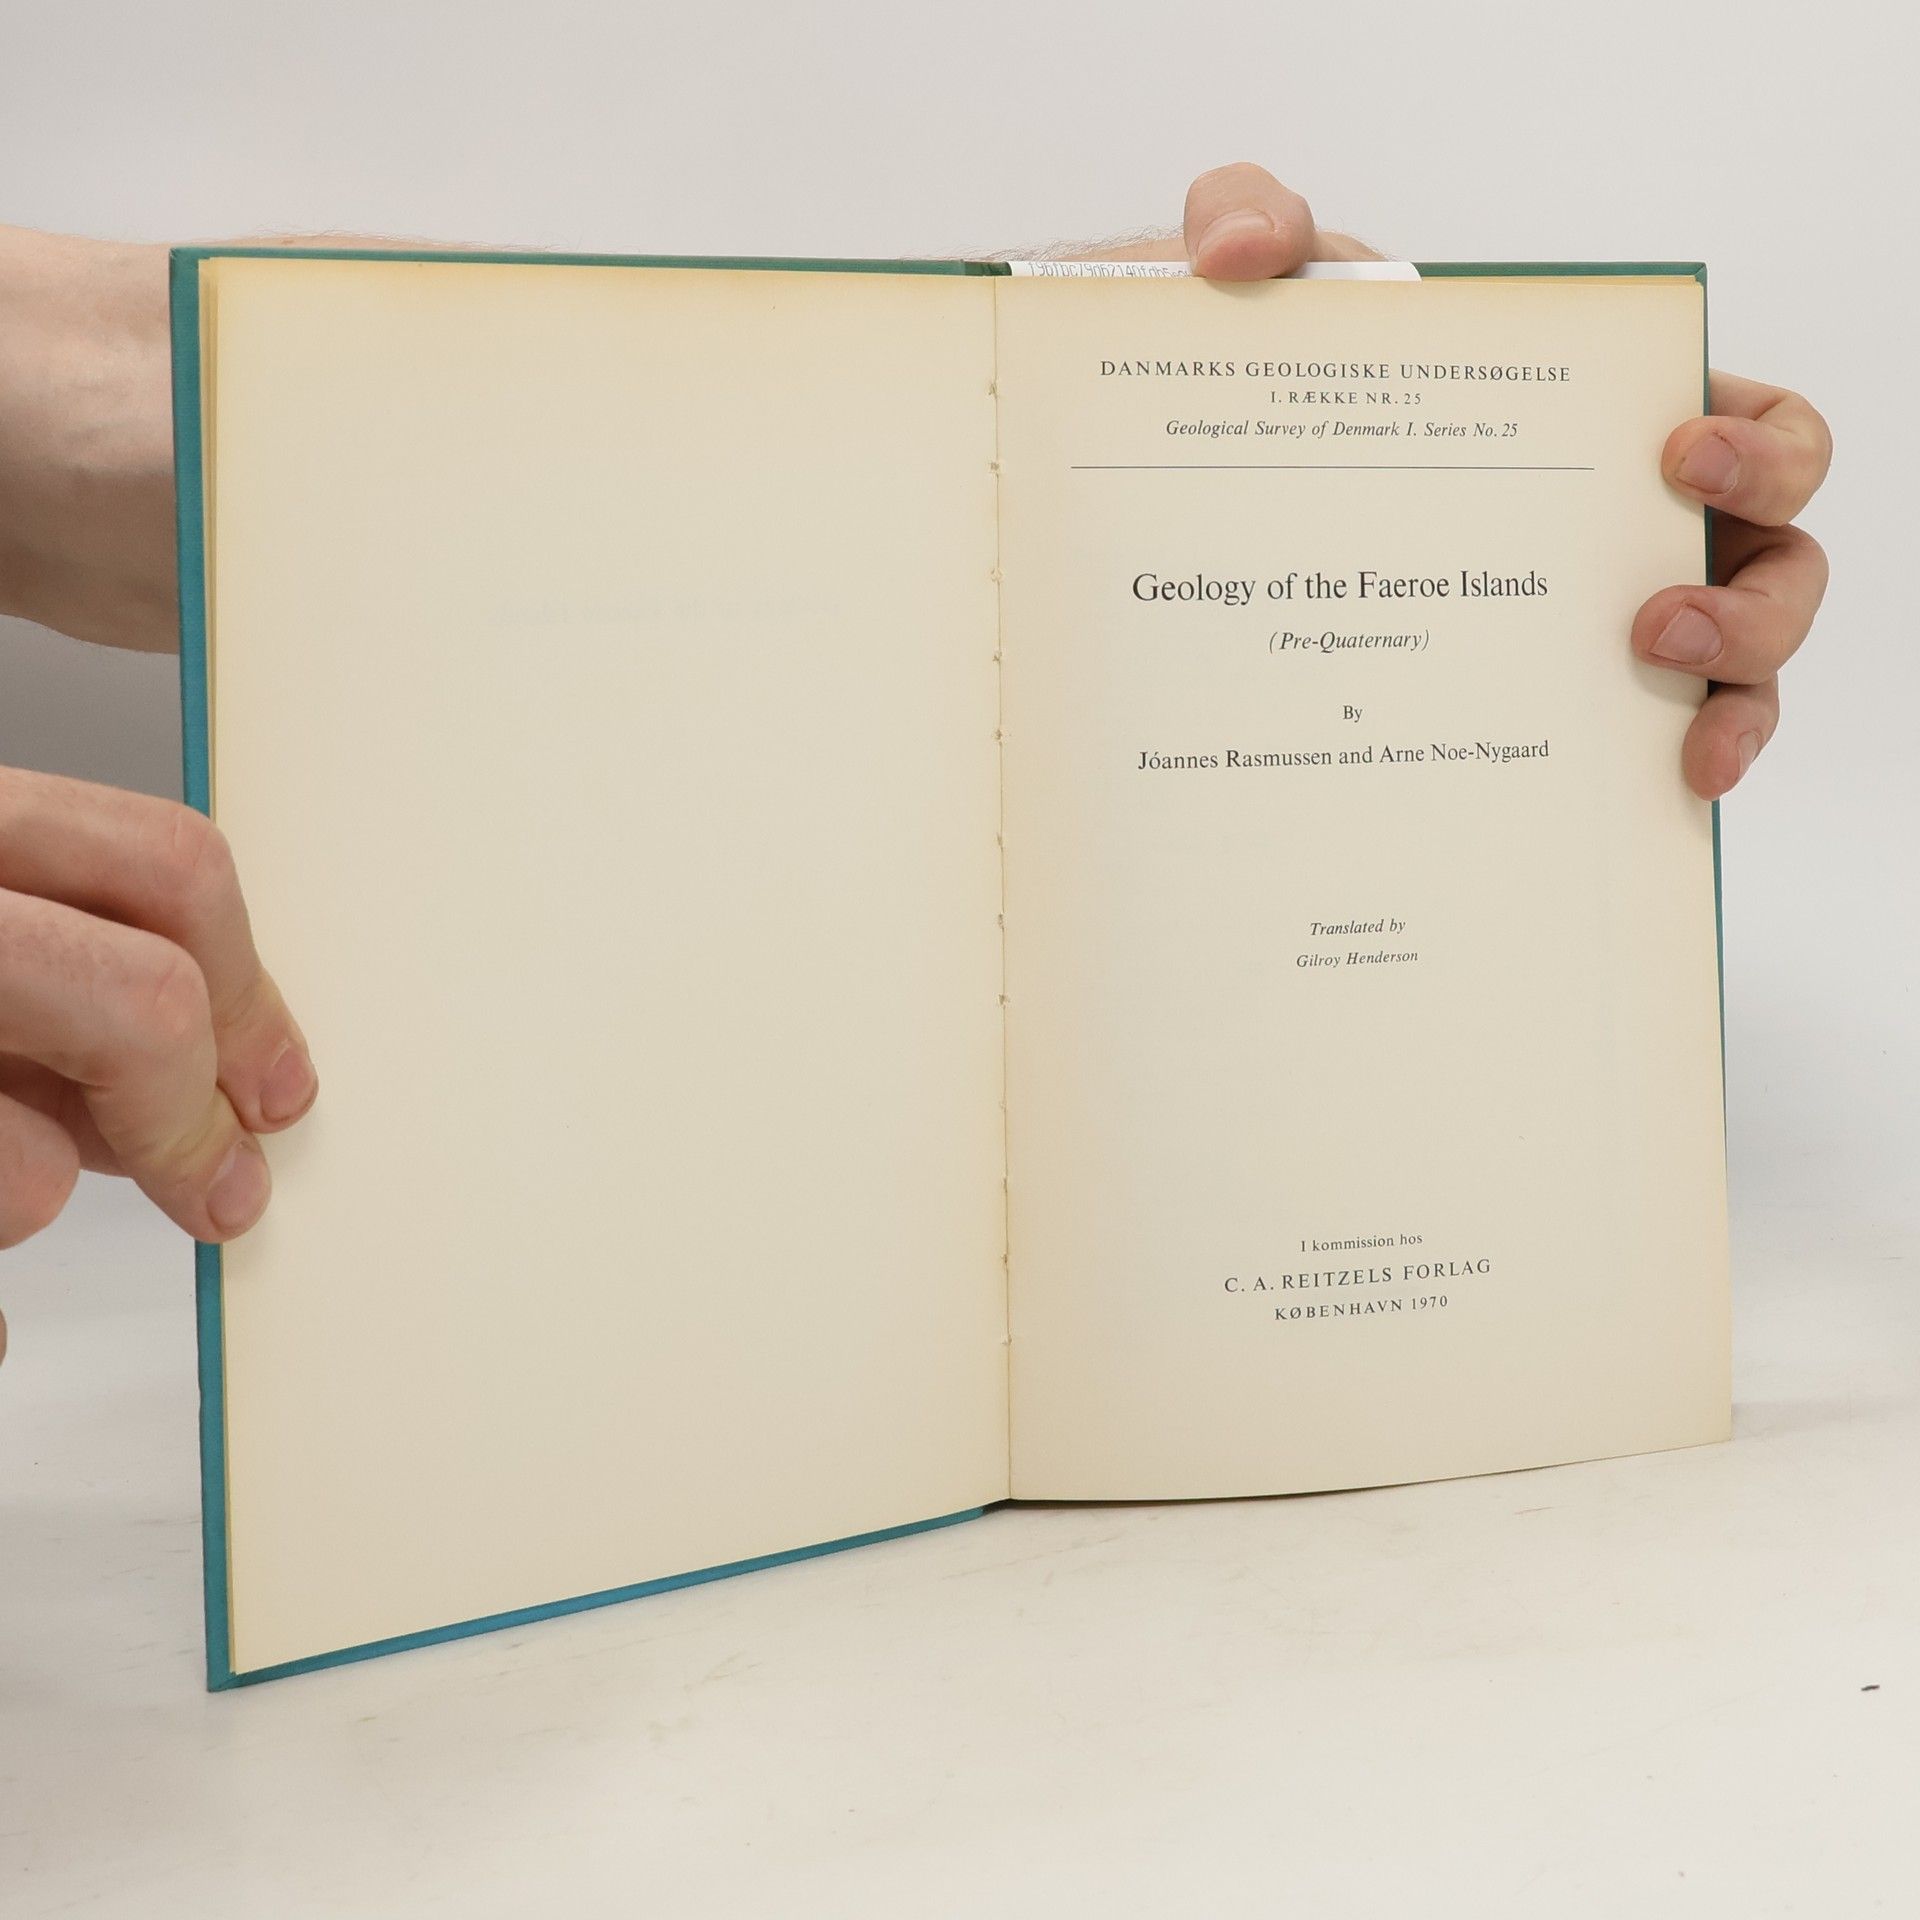 DANMARKS GEOLOGISKE UNDERSØGELSE
I. RÆKKE NR. 25
Geological Survey of Denmark I. Series No. 25
Geology of the Faeroe Islands
(Pre-Quaternary)
By
Jóannes Rasmussen and Arne Noe-Nygaard
Translated by
Gilroy Henderson
I kommission hos
C. A. REITZELS FORLAG
KØBENHAVN 1970